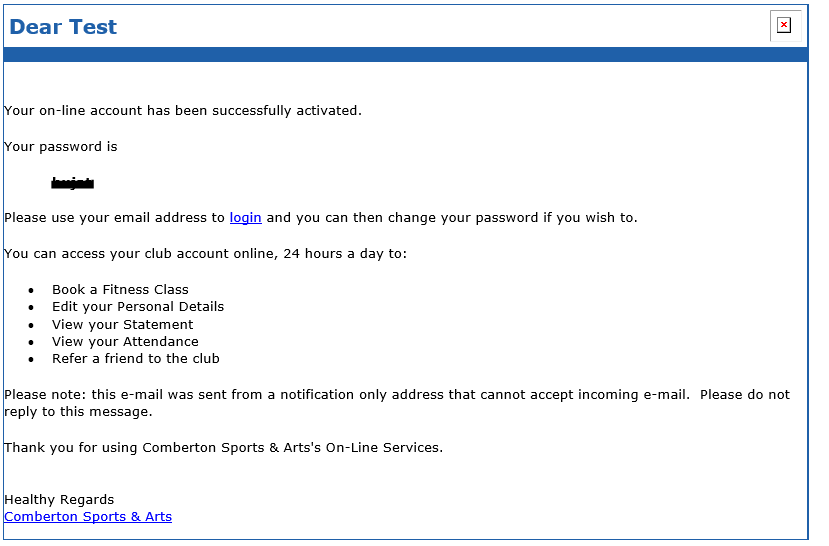 Dear Test
Your on-line account has been successfully activated.
Your password is
Please use your email address to login and you can then change your password if you wish to.
You can access your club account online, 24 hours a day to:
• Book a Fitness Class
• Edit your Personal Details
• View your Statement
• View your Attendance
• Refer a friend to the club
Please note: this e-mail was sent from a notification only address that cannot accept incoming e-mail.  Please do not
reply to this message.
Thank you for using Comberton Sports & Arts's On-Line Services.
Healthy Regards
Comberton Sports & Arts